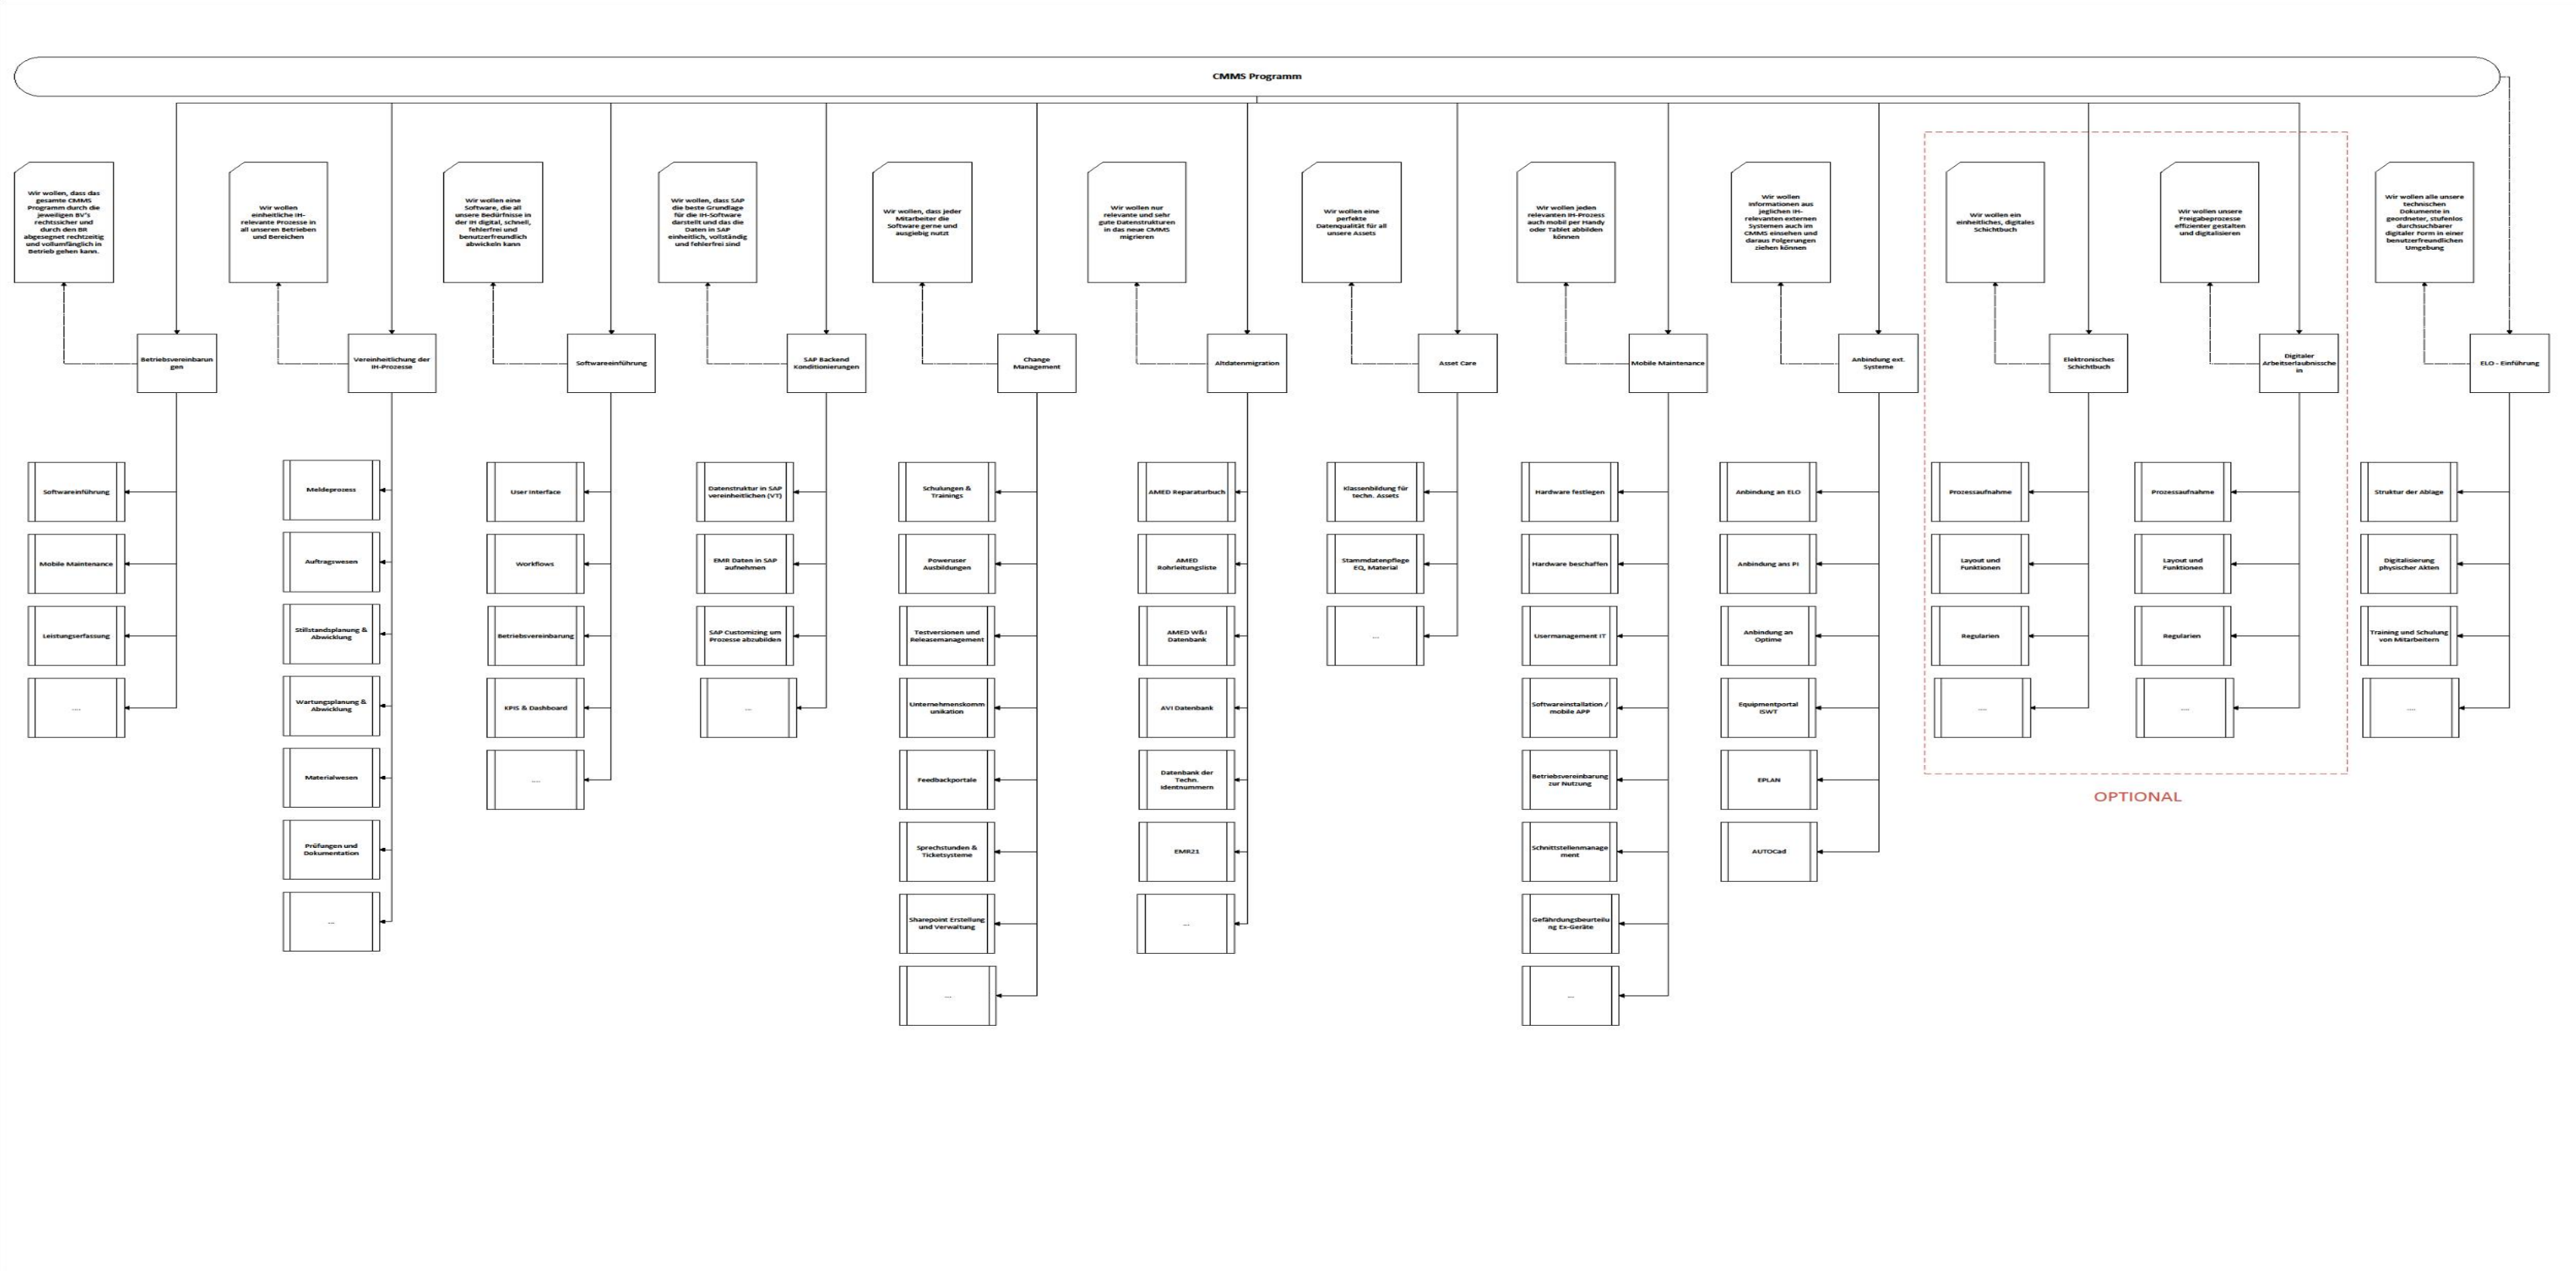 CMMS Programm
Wir wollen, dass das
gesamte CMMS
Programm durch die
jeweiligen BV's
rechtssicher und
durch den BR
abgesegnet rechtzeitig
und vollumfänglich in
Betrieb gehen kann.
Wir wollen
einheitliche IH-
relevante Prozesse in
all unseren Betrieben
und Bereichen
Wir wollen eine
Software, die all
unsere Bedürfnisse in
der IH digital, schnell,
fehlerfrei und
benutzerfreundlich
abwickeln kann
Wir wollen, dass SAP
die beste Grundlage
für die IH-Software
darstellt und das die
Daten in SAP
einheitlich, vollständig
und fehlerfrei sind
Wir wollen, dass jeder
Mitarbeiter die
Software gerne und
ausgiebig nutzt
Wir wollen nur
relevante und sehr
gute Datenstrukturen
in das neue CMMS
migrieren
Wir wollen eine
perfekte
Datenqualität für all
unsere Assets
Wir wollen jeden
relevanten IH-Prozess
auch mobil per Handy
oder Tablet abbilden
können
Wir wollen
Informationen aus
jeglichen IH-
relevanten externen
Systemen auch im
CMMS einsehen und
daraus Folgerungen
ziehen können
Wir wollen ein
einheitliches, digitales
Schichtbuch
Wir wollen unsere
Freigabeprozesse
effizienter gestalten
und digitalisieren
Wir wollen alle unsere
technischen
Dokumente in
geordneter, stufenlos
durchsuchbarer
digitaler Form in einer
benutzerfreundlichen
Umgebung
Betriebsvereinbarun
gen
Vereinheitlichung der
IH-Prozesse
Softwareeinführung
SAP Backend
Konditionierungen
Change
Management
Altdatenmigration
Asset Care
Mobile Maintenance
Anbindung ext.
Systeme
Elektronisches
Schichtbuch
Digitaler
Arbeitserlaubnissche
in
ELO - Einführung
Softwareeinführung
Mobile Maintenance
Leistungserfassung
....
Meldeprozess
Auftragswesen
Stillstandsplanung &
Abwicklung
Wartungsplanung &
Abwicklung
Materialwesen
Prüfungen und
Dokumentation
...
User Interface
Workflows
Betriebsvereinbarung
KPIS & Dashboard
....
Datenstruktur in SAP
vereinheitlichen (VT)
EMR Daten in SAP
aufnehmen
SAP Customizing um
Prozesse abzubilden
...
Schulungen &
Trainings
Poweruser
Ausbildungen
Testversionen und
Releasemanagement
Unternehmenskomm
unikation
Feedbackportale
Sprechstunden &
Ticketsysteme
Sharepoint Erstellung
und Verwaltung
....
AMED Reparaturbuch
AMED
Rohrleitungsliste
AMED W&I
Datenbank
AVI Datenbank
Datenbank der
Techn.
Identnummern
EMR21
...
Klassenbildung für
techn. Assets
Stammdatenpflege
EQ, Material
...
Hardware festlegen
Hardware beschaffen
Usermanagement IT
Softwareinstallation /
mobile APP
Betriebsvereinbarung
zur Nutzung
Schnittstellenmanage
ment
Gefährdungsbeurteilu
ng Ex-Geräte
...
Anbindung an ELO
Anbindung ans PI
Anbindung an
Optime
Equipmentportal
ISWT
EPLAN
AUTOCad
Prozessaufnahme
Layout und
Funktionen
Regularien
....
Prozessaufnahme
Layout und
Funktionen
Regularien
....
OPTIONAL
Struktur der Ablage
Digitalisierung
physischer Akten
Training und Schulung
von Mitarbeitern
....